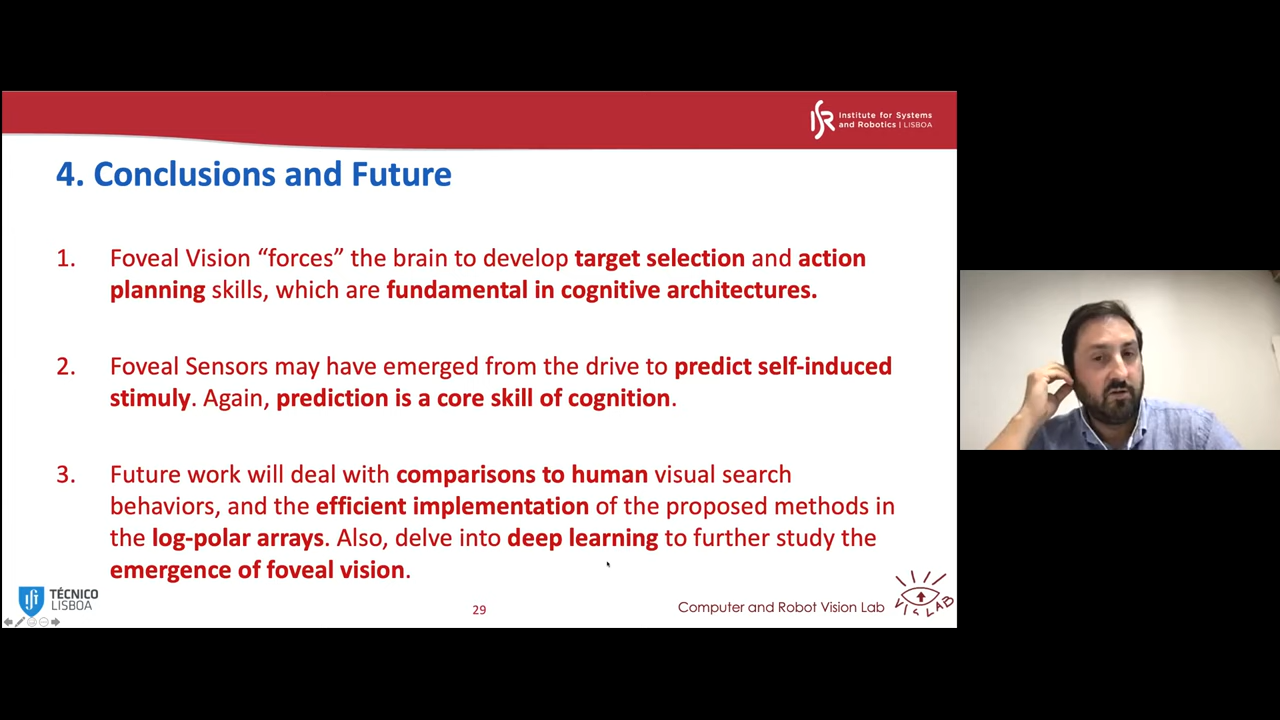 Institute for Systems
and Robotics | LISBOA
4. Conclusions and Future
1. Foveal Vision “forces” the brain to develop target selection and action
planning skills, which are fundamental in cognitive architectures.
2. Foveal Sensors may have emerged from the drive to predict self-induced
stimuly. Again, prediction is a core skill of cognition.
3. Future work will deal with comparisons to human visual search
behaviors, and the efficient implementation of the proposed methods in
the log-polar arrays. Also, delve into deep learning to further study the
emergence of foveal vision.
TÉCNICO
LISBOA
29
Computer and Robot Vision Lab
VISLAB